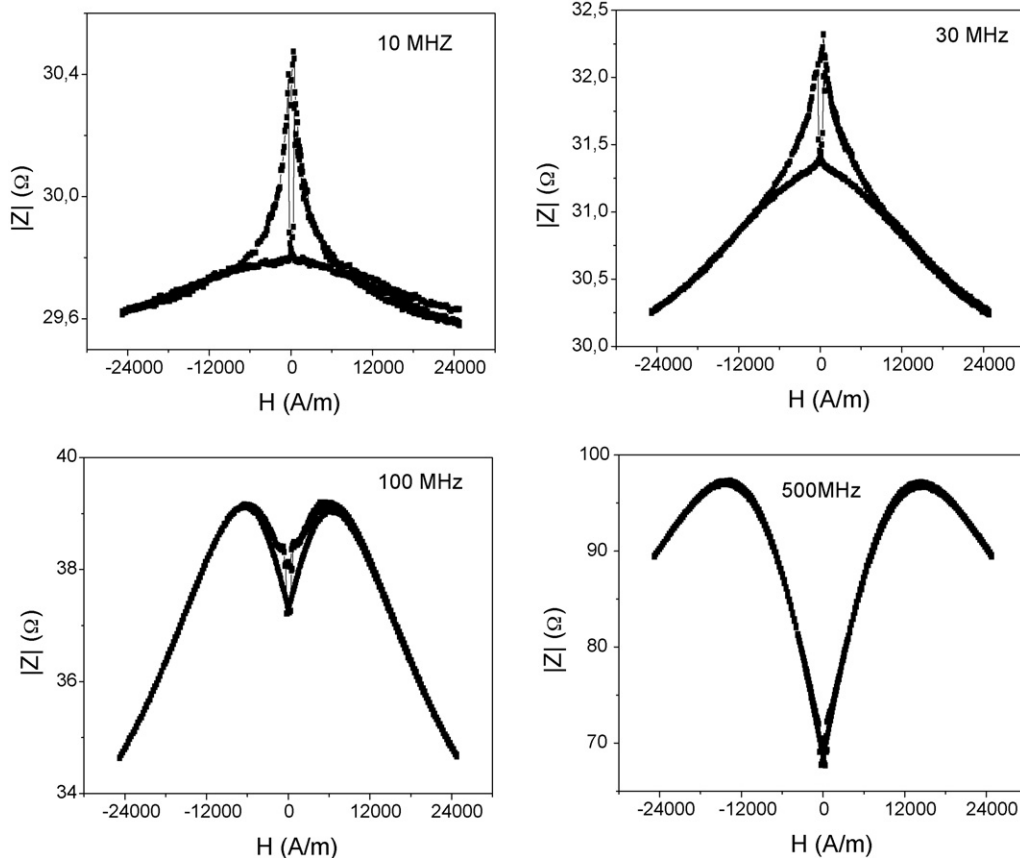 10 MHZ
30,4
30,0
29,6
|Z| (Ω)
-24000 -12000 0 12000 24000
H (A/m)
30 MHz
32,5
32,0
31,5
31,0
30,5
30,0
|Z| (Ω)
-24000 -12000 0 12000 24000
H (A/m)
100 MHz
40
38
36
34
|Z| (Ω)
-24000 -12000 0 12000 24000
H (A/m)
500MHz
100
90
80
70
|Z| (Ω)
-24000 -12000 0 12000 24000
H (A/m)